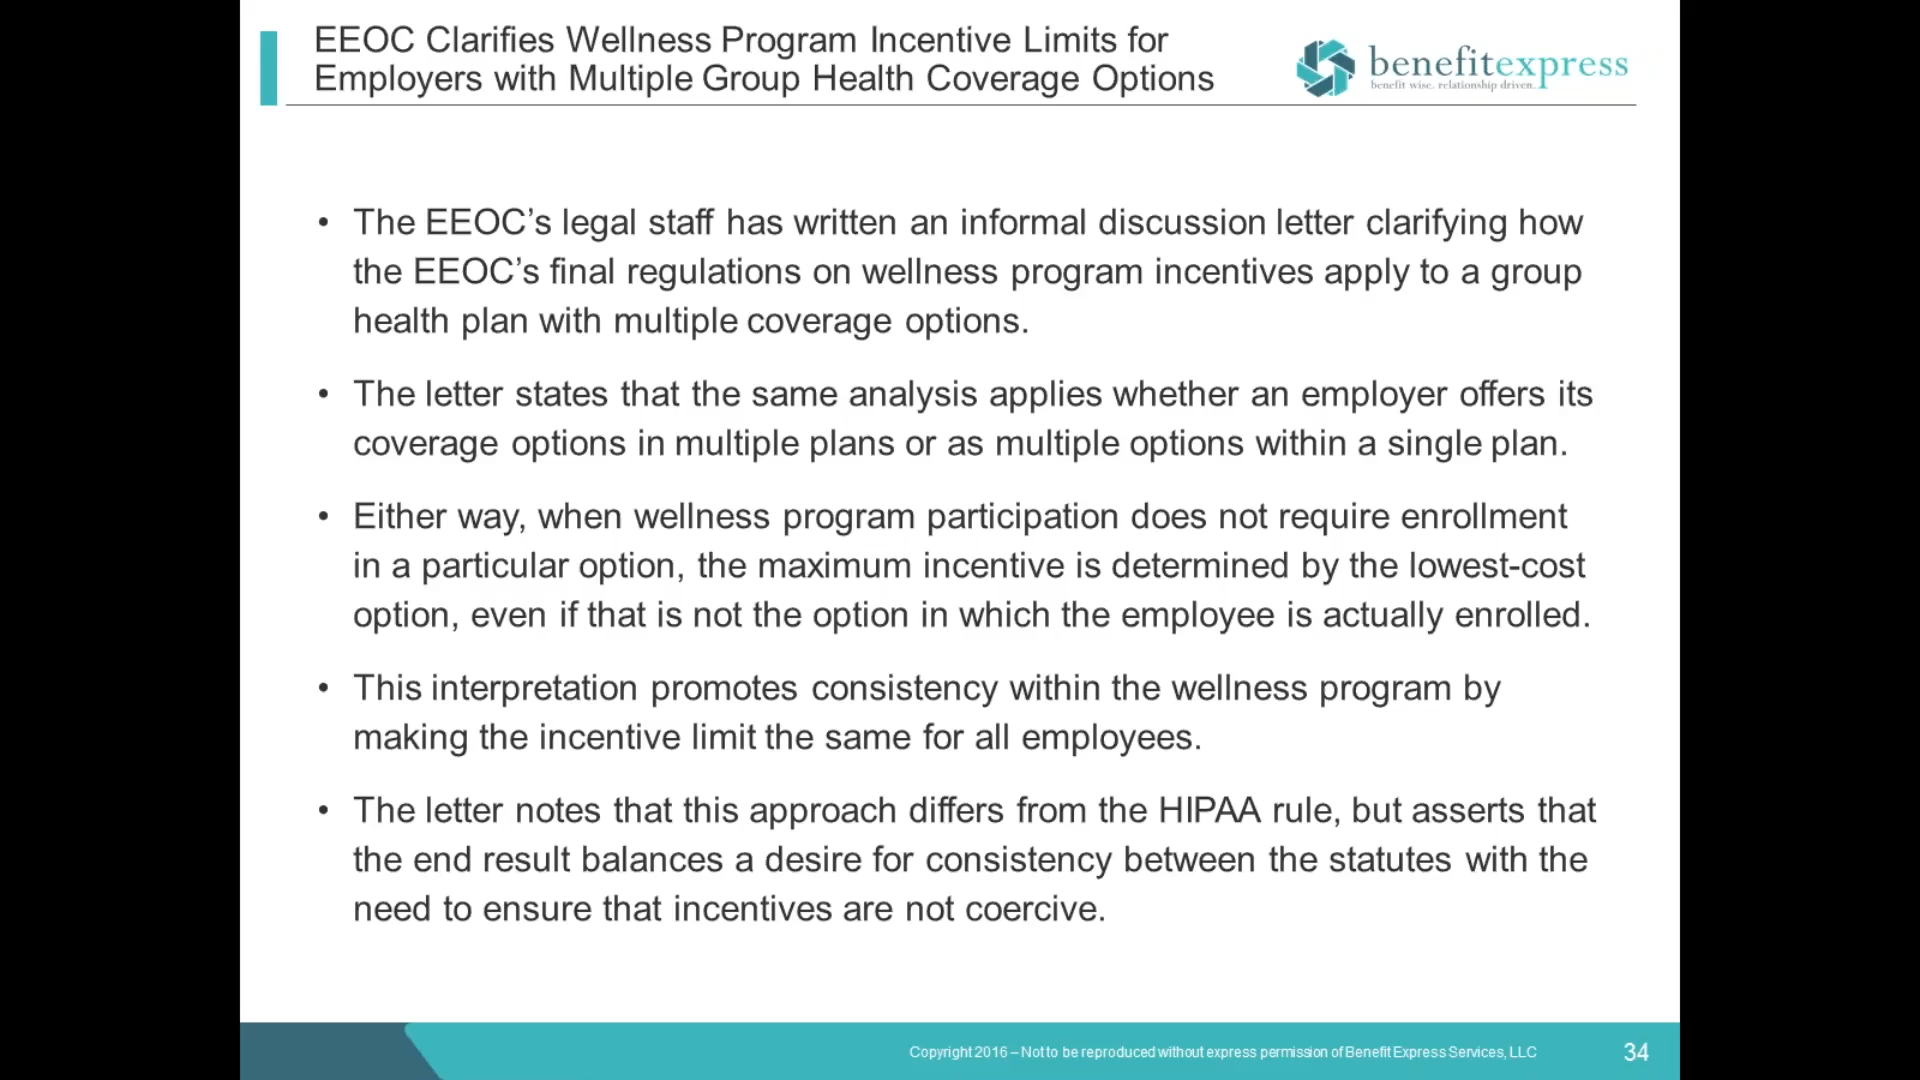 EEOC Clarifies Wellness Program Incentive Limits for
Employers with Multiple Group Health Coverage Options
benefitexpress
benefit wise. relationship driven.
• The EEOC’s legal staff has written an informal discussion letter clarifying how
the EEOC’s final regulations on wellness program incentives apply to a group
health plan with multiple coverage options.
• The letter states that the same analysis applies whether an employer offers its
coverage options in multiple plans or as multiple options within a single plan.
• Either way, when wellness program participation does not require enrollment
in a particular option, the maximum incentive is determined by the lowest-cost
option, even if that is not the option in which the employee is actually enrolled.
• This interpretation promotes consistency within the wellness program by
making the incentive limit the same for all employees.
• The letter notes that this approach differs from the HIPAA rule, but asserts that
the end result balances a desire for consistency between the statutes with the
need to ensure that incentives are not coercive.
Copyright 2016 – Not to be reproduced without express permission of Benefit Express Services, LLC
34